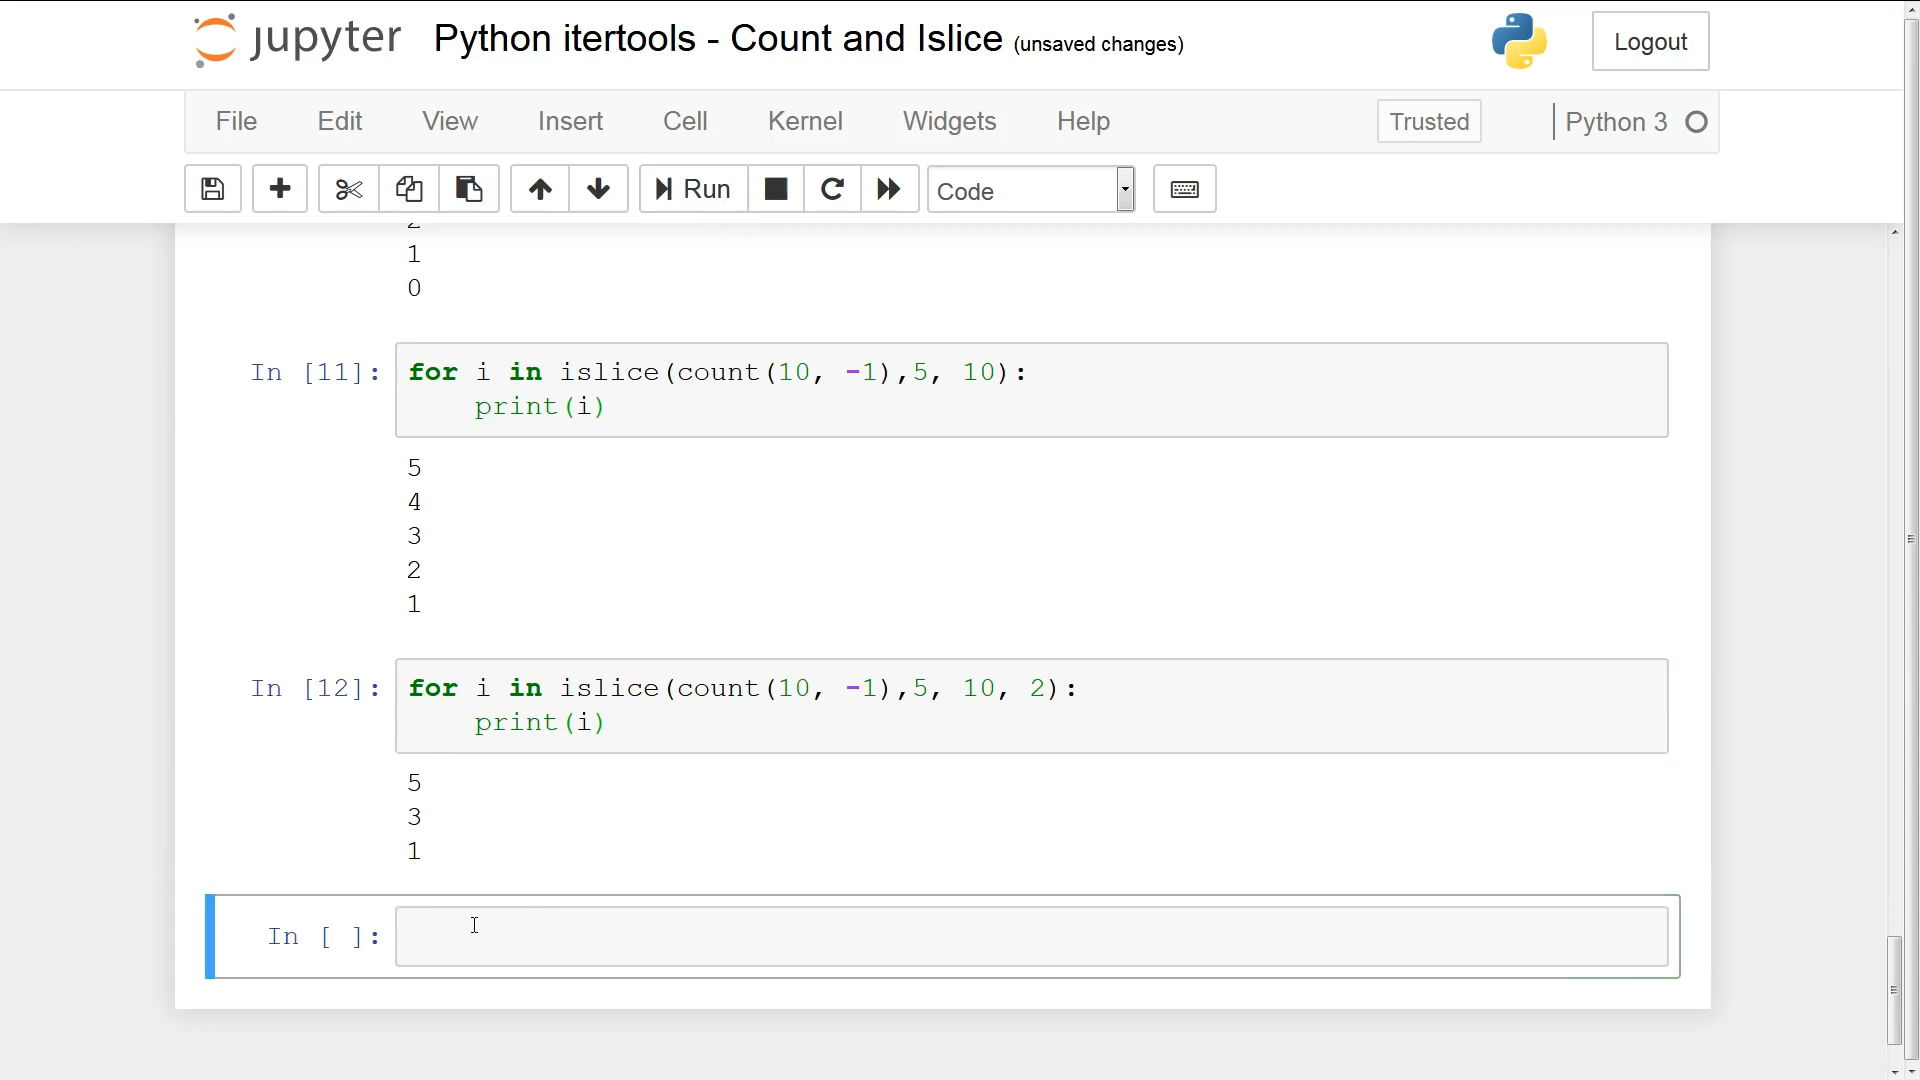 jupyter Python itertools - Count and Islice (unsaved changes) Logout
File Edit View Insert Cell Kernel Widgets Help Trusted Python 3
Run Code
2
1
0
In [11]: for i in islice(count(10, -1),5, 10):
print(i)
5
4
3
2
1
In [12]: for i in islice(count(10, -1),5, 10, 2):
print(i)
5
3
1
In [ ]: